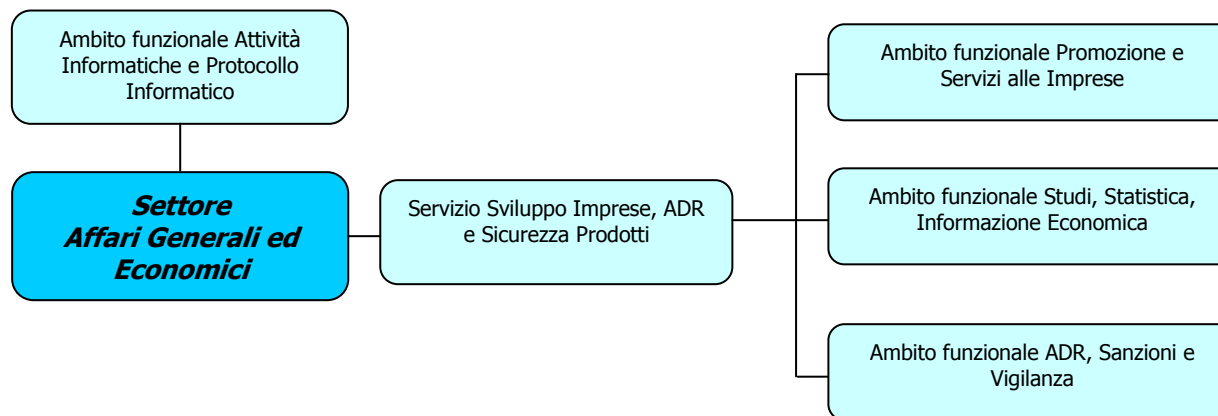 Ambito funzionale Attività
Informatiche e Protocollo
Informatico
Settore
Affari Generali ed
Economici
Servizio Sviluppo Imprese, ADR
e Sicurezza Prodotti
Ambito funzionale Promozione e
Servizi alle Imprese
Ambito funzionale Studi, Statistica,
Informazione Economica
Ambito funzionale ADR, Sanzioni e
Vigilanza